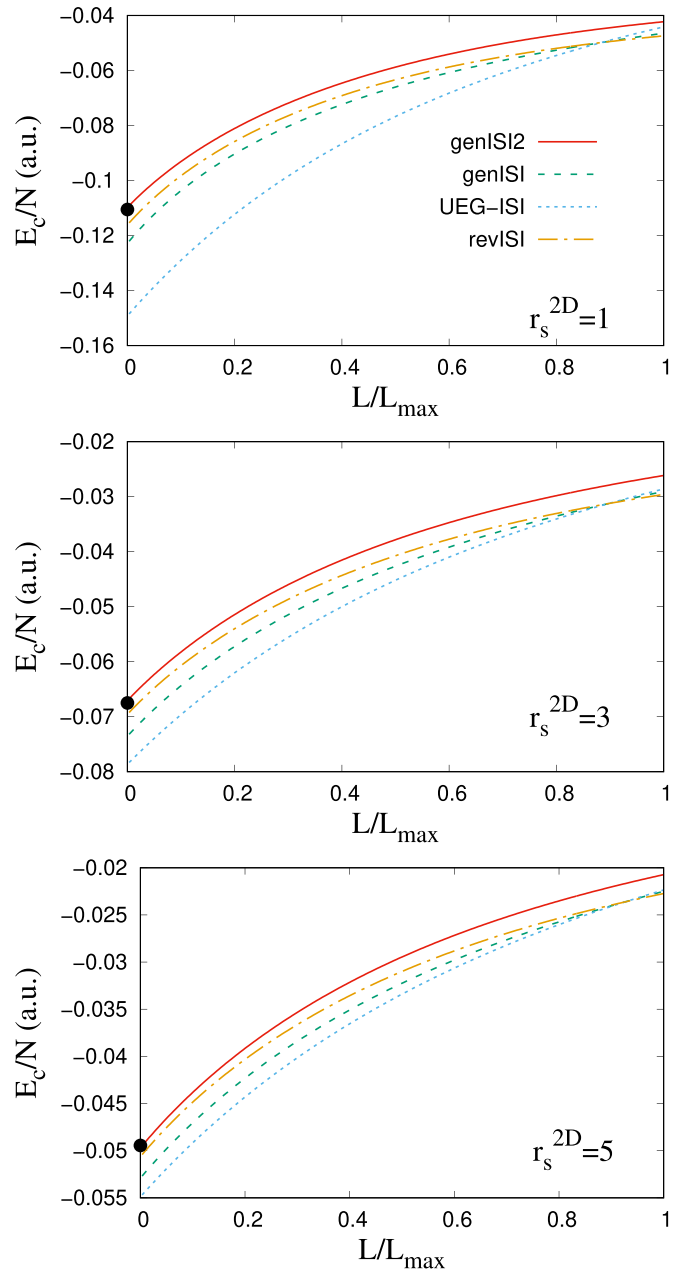 −0.04
−0.06
−0.08
−0.1
−0.12
−0.14
−0.16
E_c/N (a.u.)
genISI2
genISI
UEG−ISI
revISI
r_s^2D=1
0 0.2 0.4 0.6 0.8 1
L/L_max
−0.02
−0.03
−0.04
−0.05
−0.06
−0.07
−0.08
E_c/N (a.u.)
r_s^2D=3
0 0.2 0.4 0.6 0.8 1
L/L_max
−0.02
−0.025
−0.03
−0.035
−0.04
−0.045
−0.05
−0.055
E_c/N (a.u.)
r_s^2D=5
0 0.2 0.4 0.6 0.8 1
L/L_max